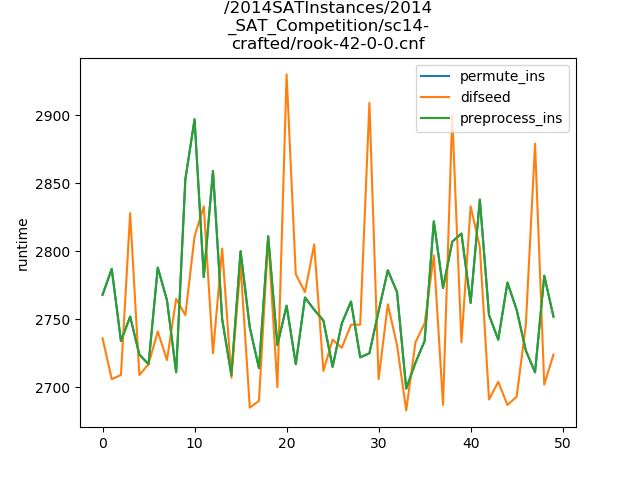 /2014SATInstances/2014
_SAT_Competition/sc14-
crafted/rook-42-0-0.cnf
permute_ins
difseed
preprocess_ins
runtime
2900
2850
2800
2750
2700
0 10 20 30 40 50